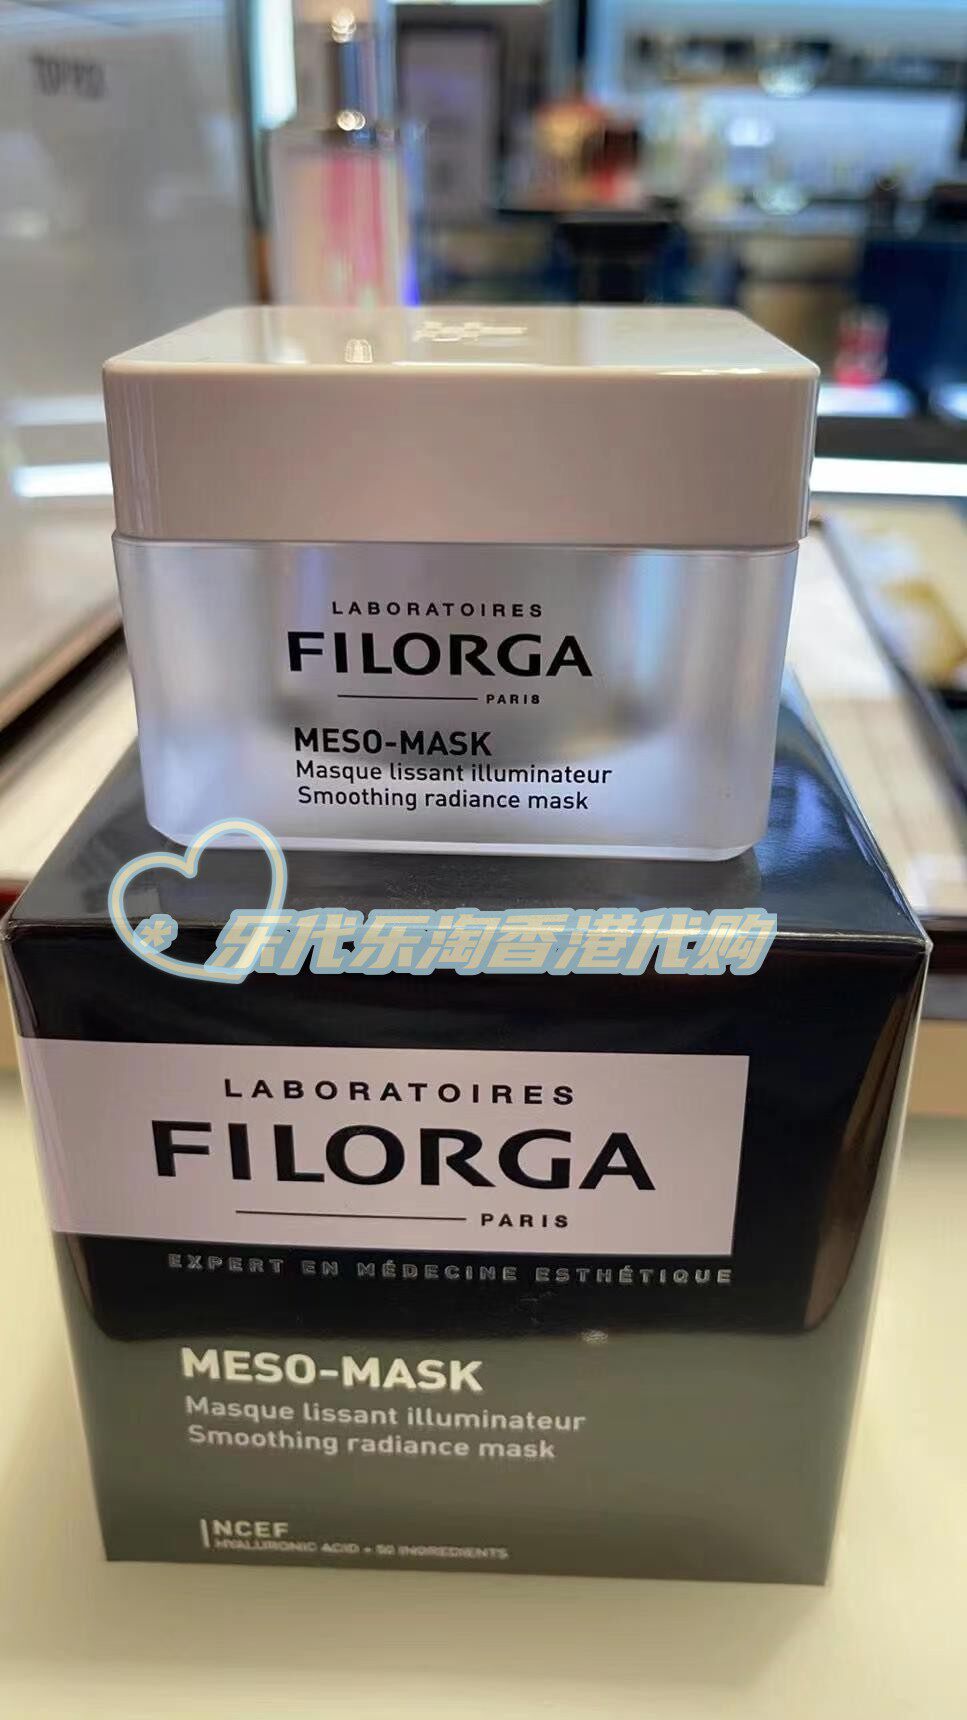 LABORATOIRES
FILORGA
PARIS
MESO-MASK
Masque lissant illuminateur
Smoothing radiance mask
* 乐代乐淘香港代购
LABORATOIRES
FILORGA
PARIS
EXPERT EN MÉDECINE ESTHÉTIQUE
MESO-MASK
Masque lissant illuminateur
Smoothing radiance mask
NCEF
HYALURONIC ACID + 50 INGREDIENTS